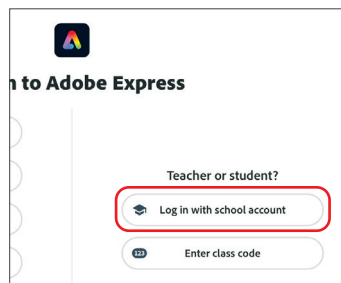 n to Adobe Express
Teacher or student?
Log in with school account
123
Enter class code